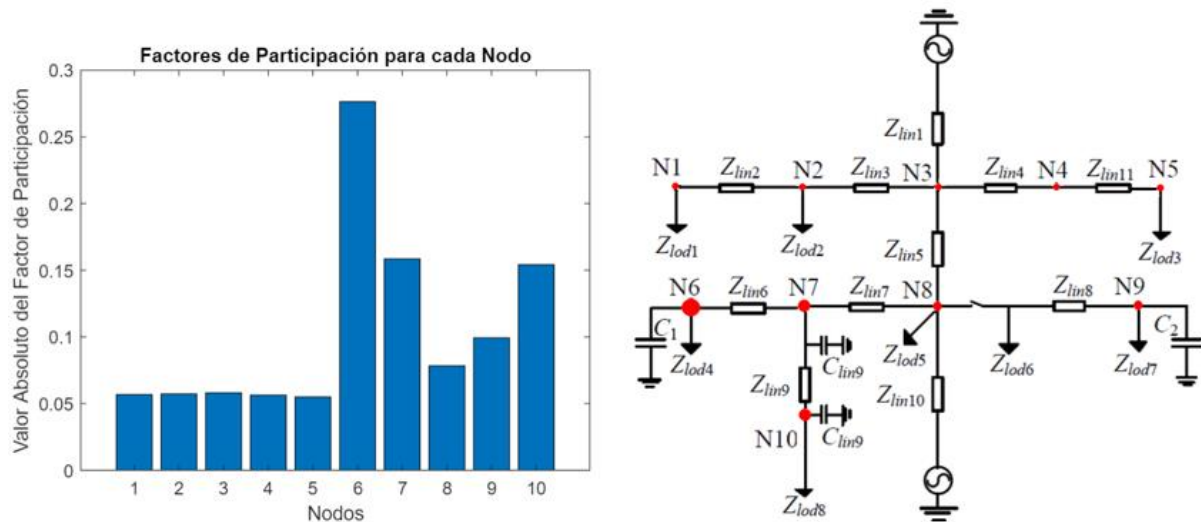 Factores de Participación para cada Nodo
Valor Absoluto del Factor de Participación
0.3
0.25
0.2
0.15
0.1
0.05
0
1 2 3 4 5 6 7 8 9 10
Nodos
Zlin1
N1 Zlin2 N2 Zlin3 N3 Zlin4 N4 Zlin11 N5
Zlod1 Zlod2 Zlin5 Zlod3
N6 Zlin6 N7 Zlin7 N8 Zlin8 N9
C1 Zlod4 Clin9 Zlod5 Zlod6 Zlod7 C2
Zlin9 Zlin10
N10 Clin9
Zlod8